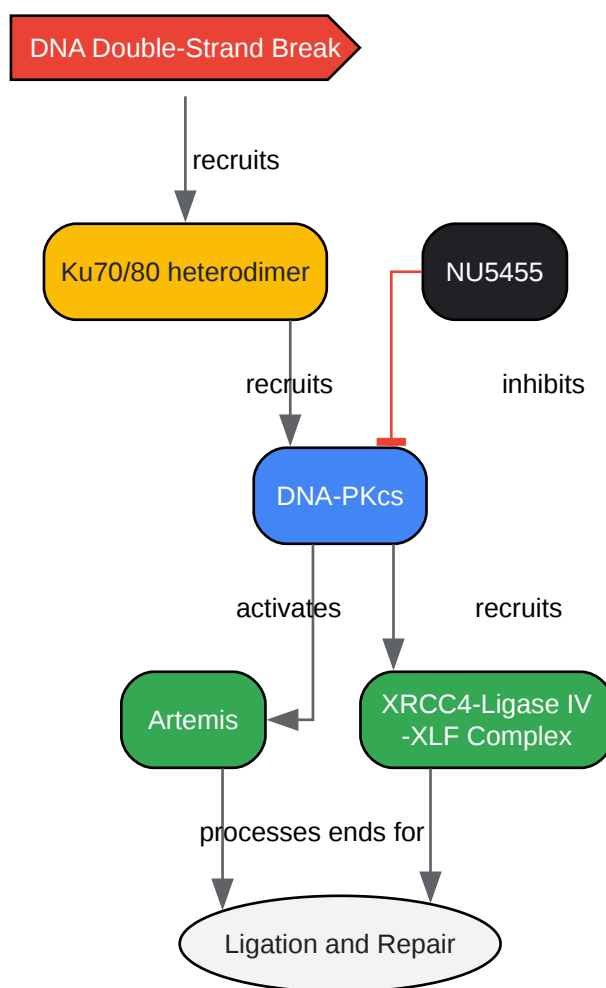 DNA Double-Strand Break
recruits
Ku70/80 heterodimer
NU5455
recruits
inhibits
DNA-PKcs
activates
recruits
Artemis
XRCC4-Ligase IV
-XLF Complex
processes ends for
Ligation and Repair